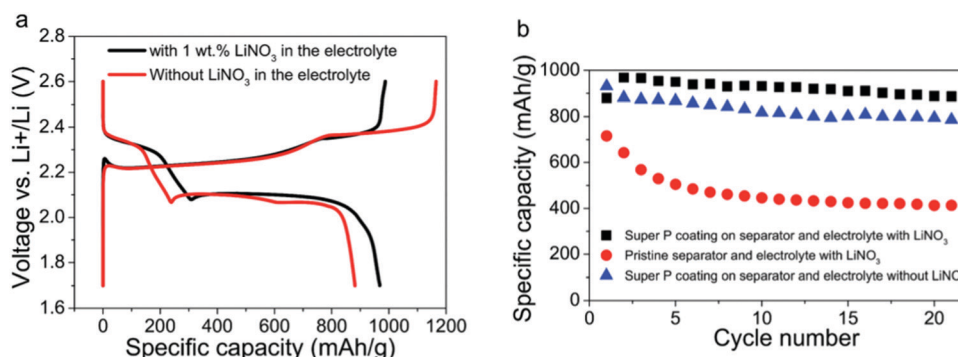 a
Voltage vs. Li+/Li (V)
2.8
2.4
2.2
2.0
1.8
1.6
with 1 wt.% LiNO3 in the electrolyte
Without LiNO3 in the electrolyte
0 200 400 600 800 1000 1200
Specific capacity (mAh/g)
b
Specific capacity (mAh/g)
1000
800
600
400
200
0
Super P coating on separator and electrolyte with LiNO3
Pristine separator and electrolyte with LiNO3
Super P coating on separator and electrolyte without LiNO
0 5 10 15 20
Cycle number